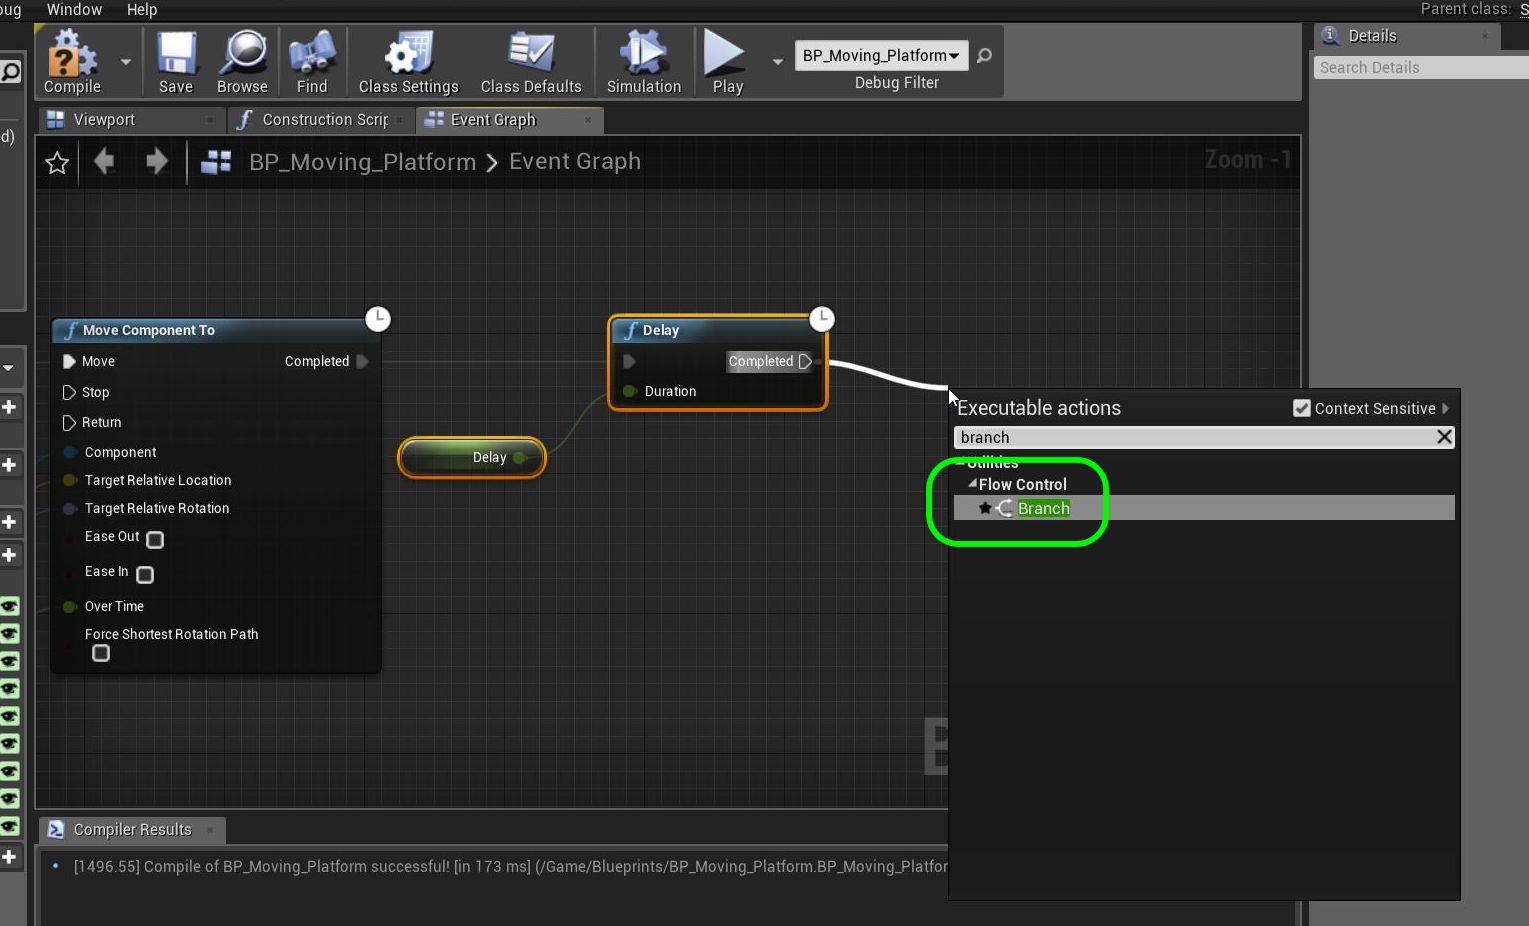 bug Window Help
Parent class: S
Compile Save Browse Find Class Settings Class Defaults Simulation Play
BP_Moving_Platform
Debug Filter
Details
Search Details
Viewport Construction Scrip Event Graph
BP_Moving_Platform > Event Graph
Zoom -1
ed)
Move Component To
Move Completed
Stop
Return
Component
Target Relative Location
Target Relative Rotation
Ease Out
Ease In
Over Time
Force Shortest Rotation Path
Delay
Completed
Duration
Delay
Executable actions
Context Sensitive
branch
Utilities
Flow Control
Branch
B
Compiler Results
[1496.55] Compile of BP_Moving_Platform successful! [in 173 ms] (/Game/Blueprints/BP_Moving_Platform.BP_Moving_Platfor